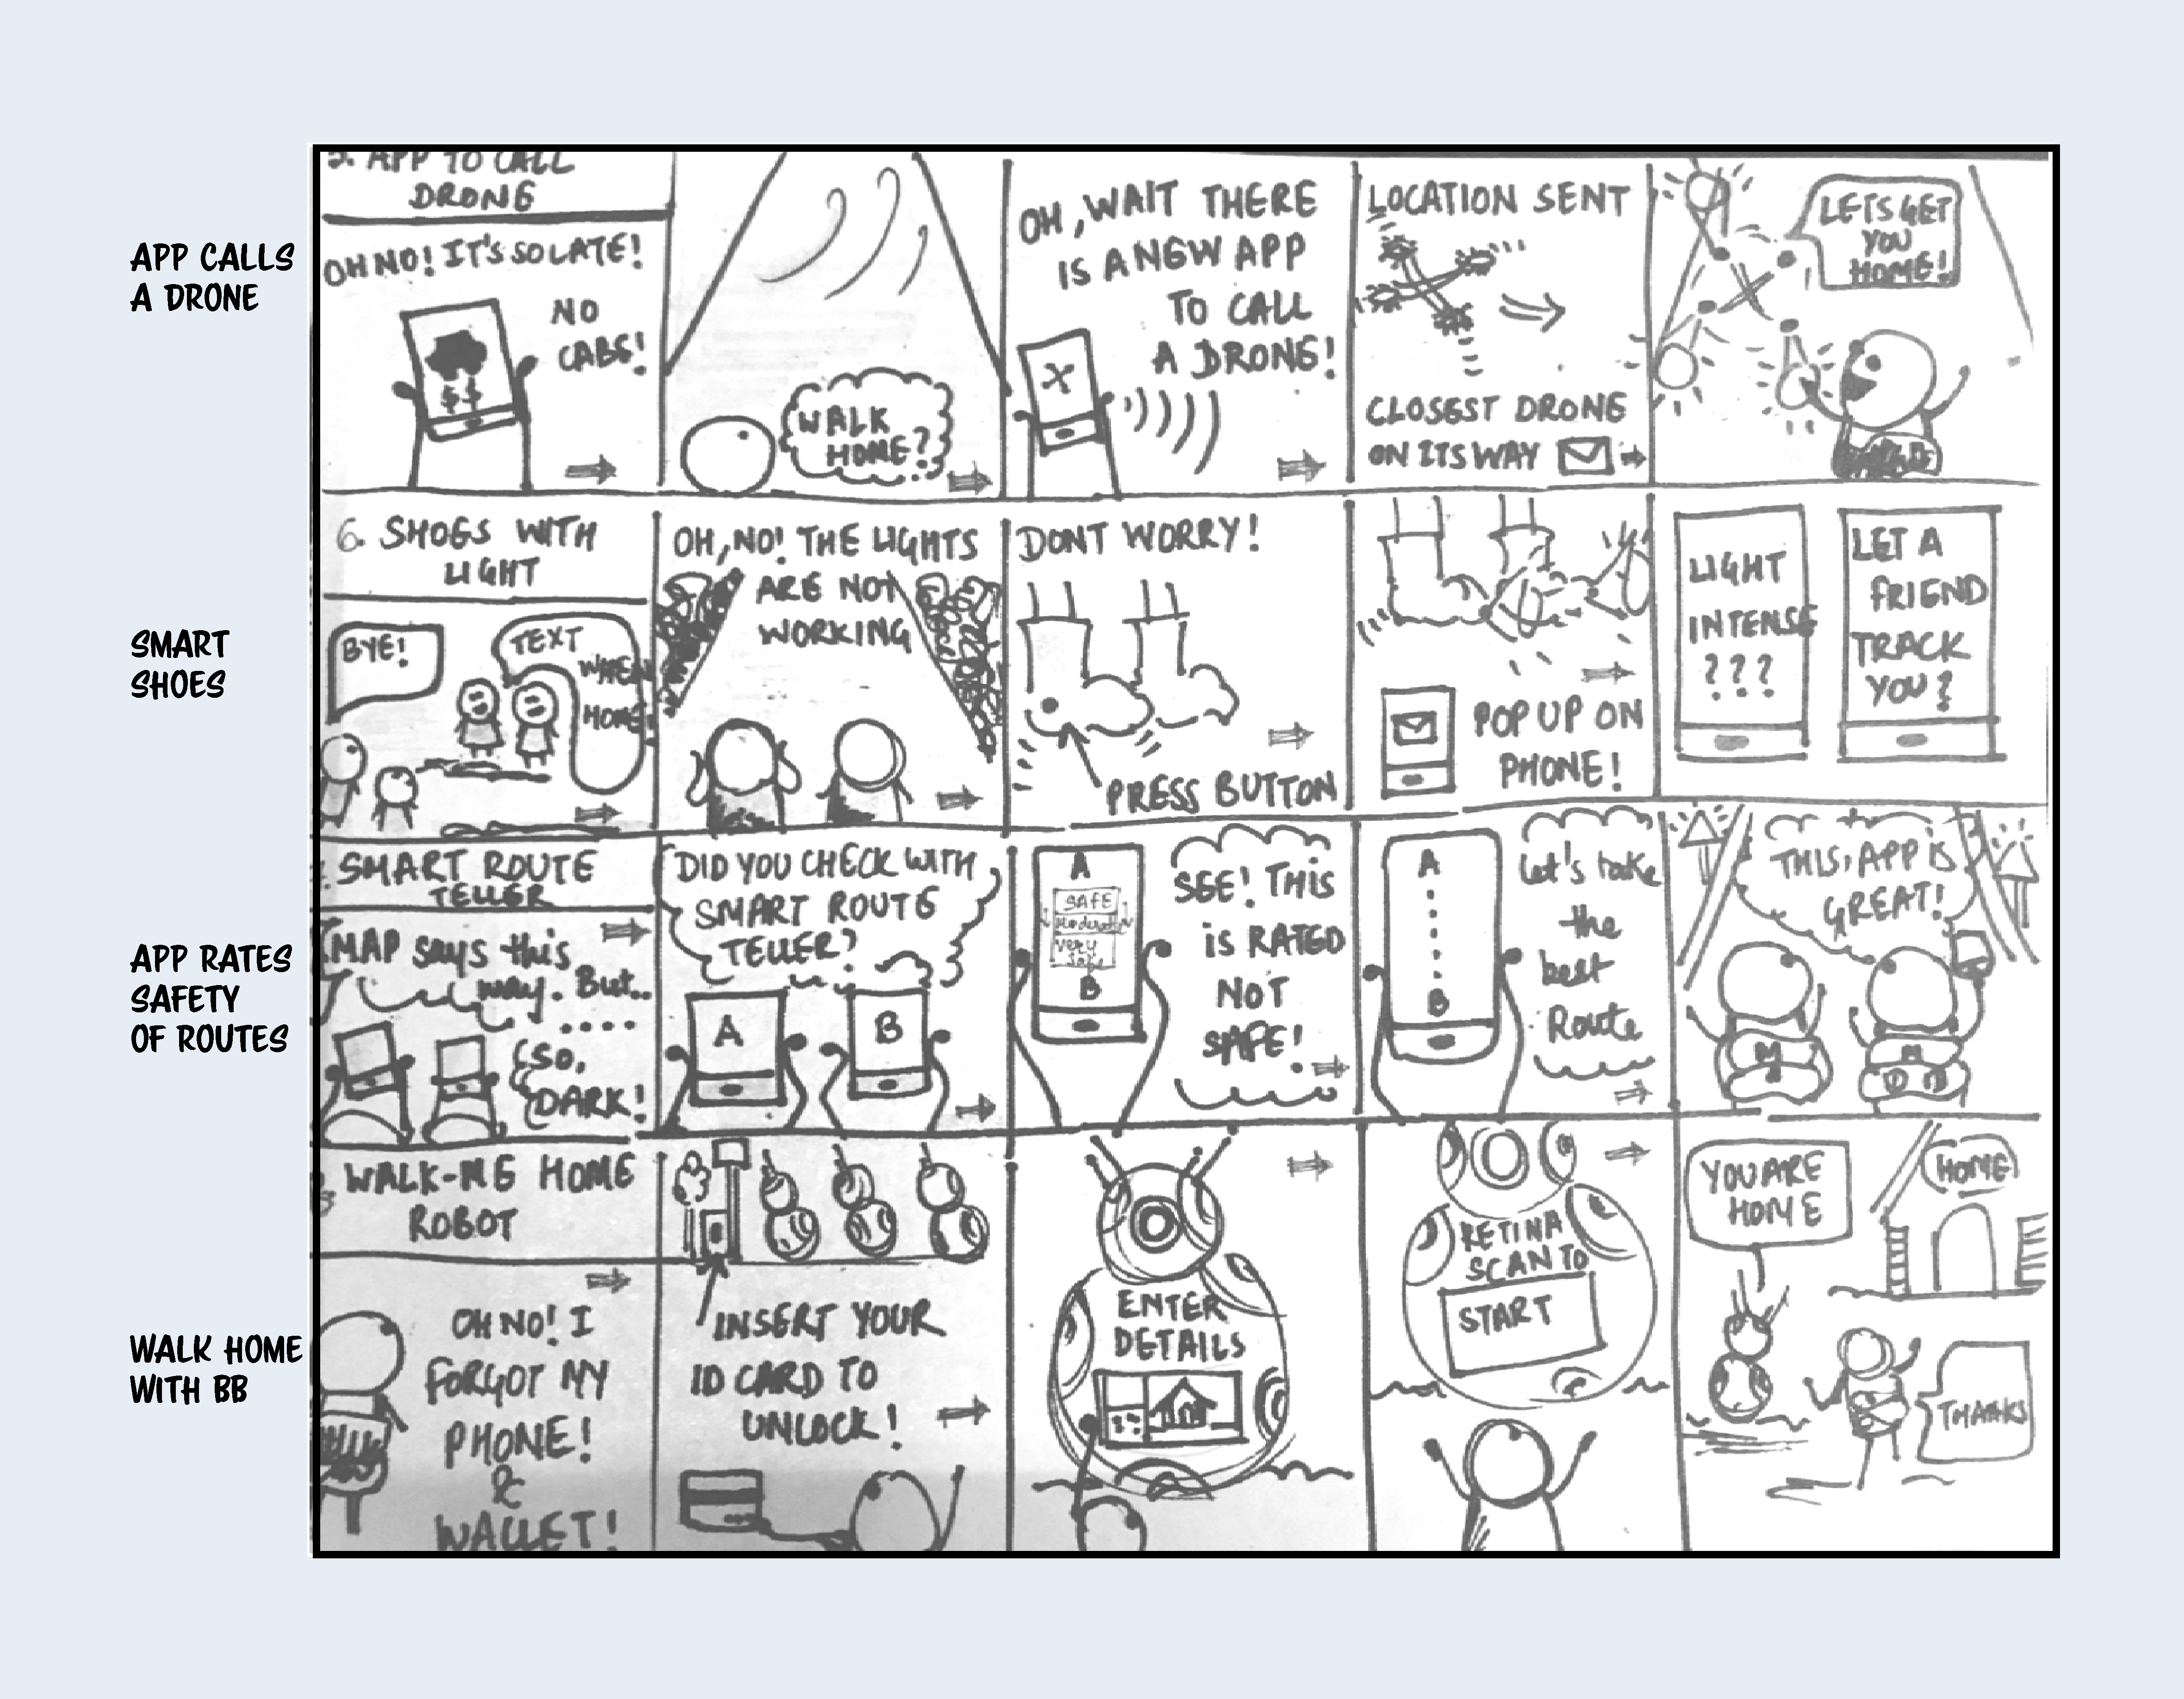 APP CALLS
A DRONE
5. APP TO CALL
DRONE
OH NO! IT'S SO LATE!
NO
CABS!
$$
WALK
HOME?
OH, WAIT THERE
IS A NEW APP
TO CALL
A DRONE!
X
LOCATION SENT
CLOSEST DRONE
ON ITS WAY
LETS GET
YOU
HOME!
SMART
SHOES
6. SHOES WITH
LIGHT
BYE!
TEXT
WHEN
HOME!
OH, NO! THE LIGHTS
ARE NOT
WORKING
DONT WORRY!
PRESS BUTTON
POP UP ON
PHONE!
LIGHT
INTENSE
???
LET A
FRIEND
TRACK
YOU?
APP RATES
SAFETY
OF ROUTES
SMART ROUTE
TELLER
MAP says this
way. But..
....
SO,
DARK!
DID YOU CHECK WITH
SMART ROUTE
TELLER?
A
B
A
SAFE
Moderate
very
safe
B
SEE! THIS
is RATED
NOT
SAFE!
A
B
Let's take
the
best
Route
THIS APP IS
GREAT!
WALK HOME
WITH BB
WALK-ME HOME
ROBOT
OH NO! I
FORGOT MY
PHONE!
&
WALLET!
INSERT YOUR
ID CARD TO
UNLOCK!
ENTER
DETAILS
RETINA
SCAN TO
START
YOU ARE
HOME
HOME
THANKS